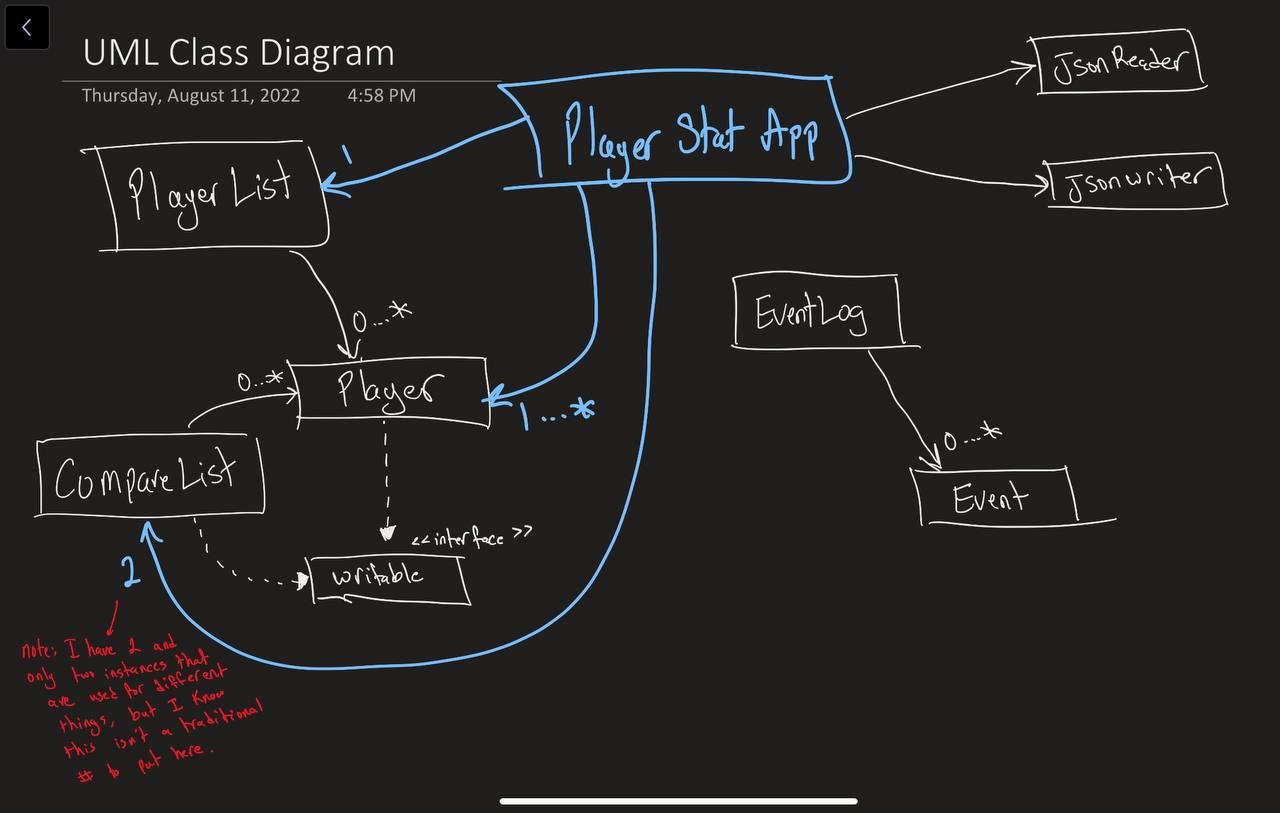 UML Class Diagram
Thursday, August 11, 2022 4:58 PM
Player Stat App
JsonReader
Jsonwriter
1
Player List
EventLog
0...*
0...*
Player
1...*
0...*
Event
CompareList
<<interface>>
writable
2
note: I have 2 and
only two instances that
are used for different
things, but I know
this isn't a traditional
# to put here.